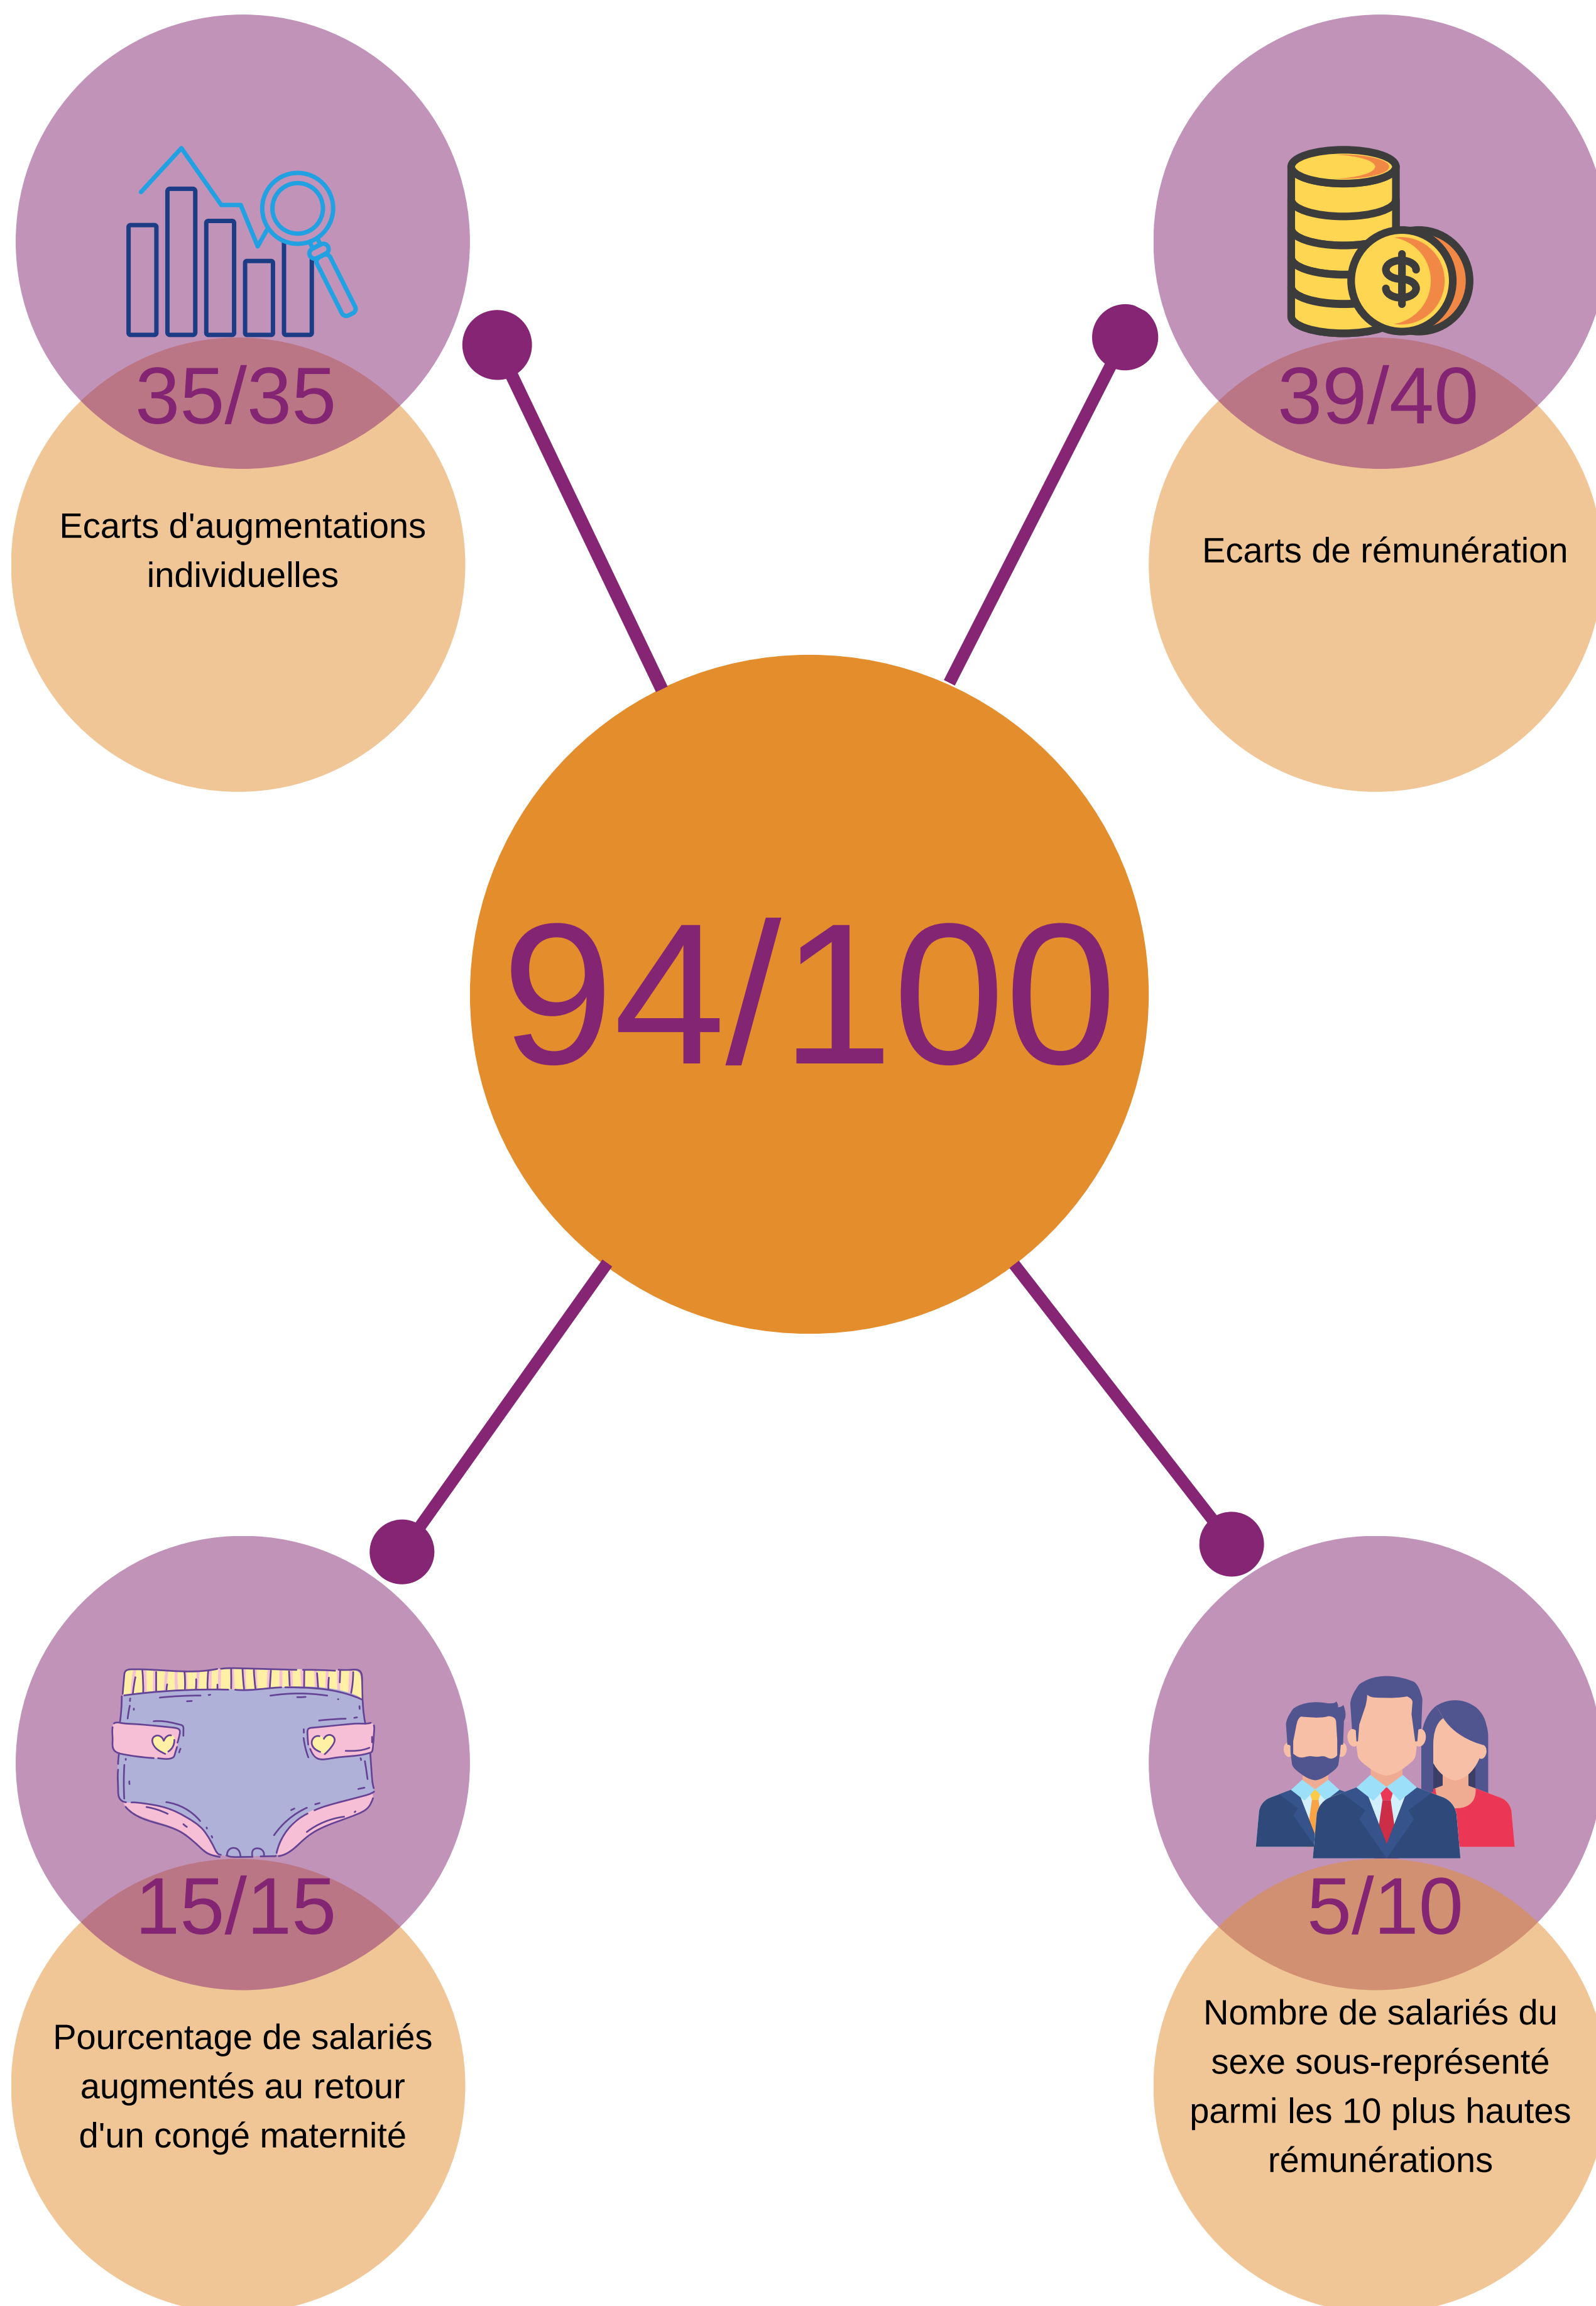 35/35
Ecarts d'augmentations
individuelles
39/40
Ecarts de rémunération
94/100
15/15
Pourcentage de salariés
augmentés au retour
d'un congé maternité
5/10
Nombre de salariés du
sexe sous-représenté
parmi les 10 plus hautes
rémunérations